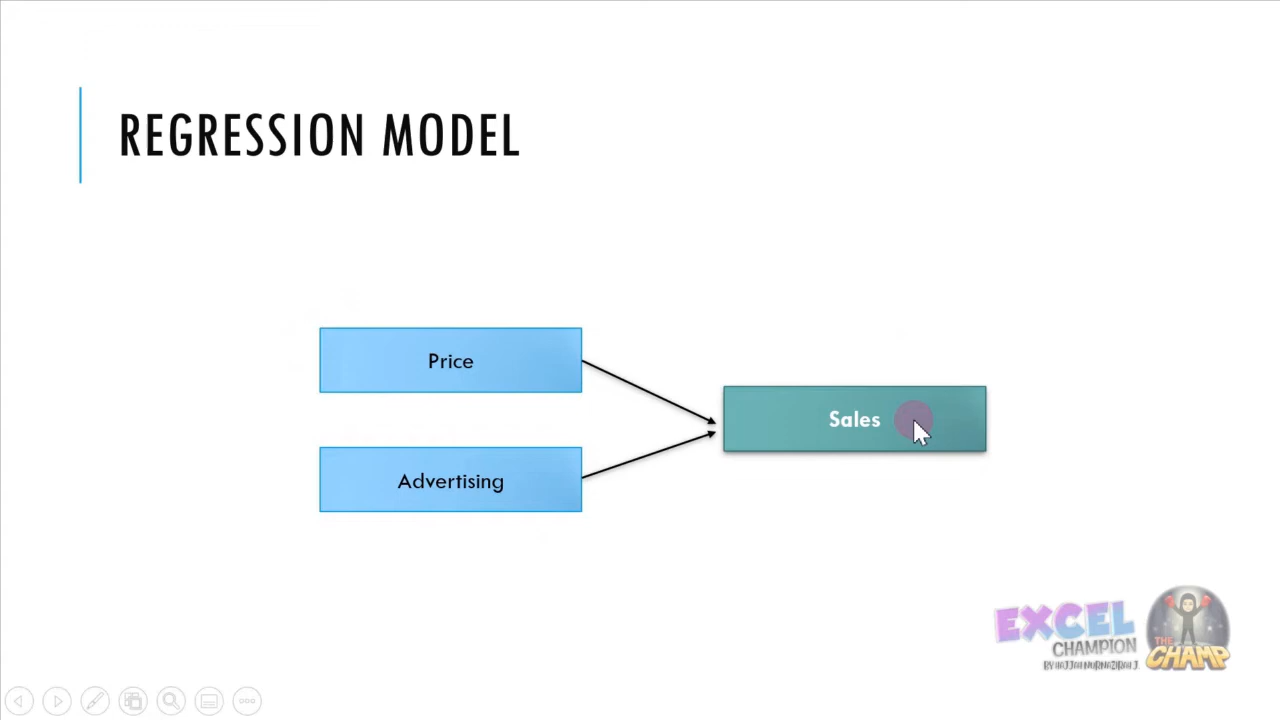 REGRESSION MODEL
Price
Sales
Advertising
EXCEL
CHAMPION
THE
CHAMP